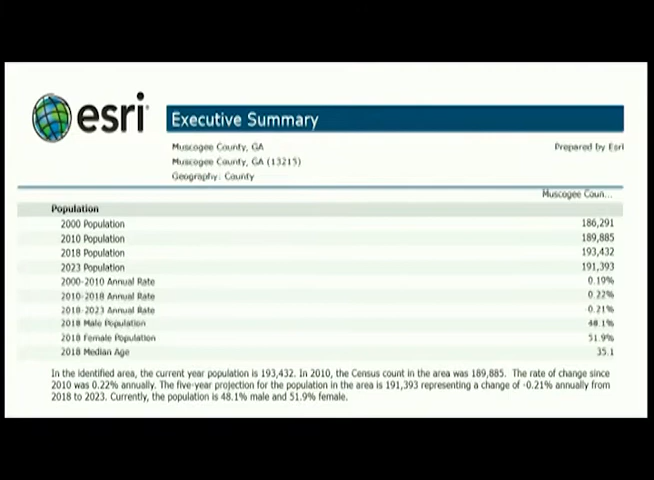 esri
Executive Summary
Muscogee County, GA
Prepared by Esri
Muscogee County, GA (13215)
Geography: County
Muscogee Coun...
Population
2000 Population 186,291
2010 Population 189,885
2018 Population 193,432
2023 Population 191,393
2000-2010 Annual Rate 0.19%
2010-2018 Annual Rate 0.22%
2018-2023 Annual Rate -0.21%
2018 Male Population 48.1%
2018 Female Population 51.9%
2018 Median Age 35.1
In the identified area, the current year population is 193,432. In 2010, the Census count in the area was 189,885. The rate of change since
2010 was 0.22% annually. The five-year projection for the population in the area is 191,393 representing a change of -0.21% annually from
2018 to 2023. Currently, the population is 48.1% male and 51.9% female.